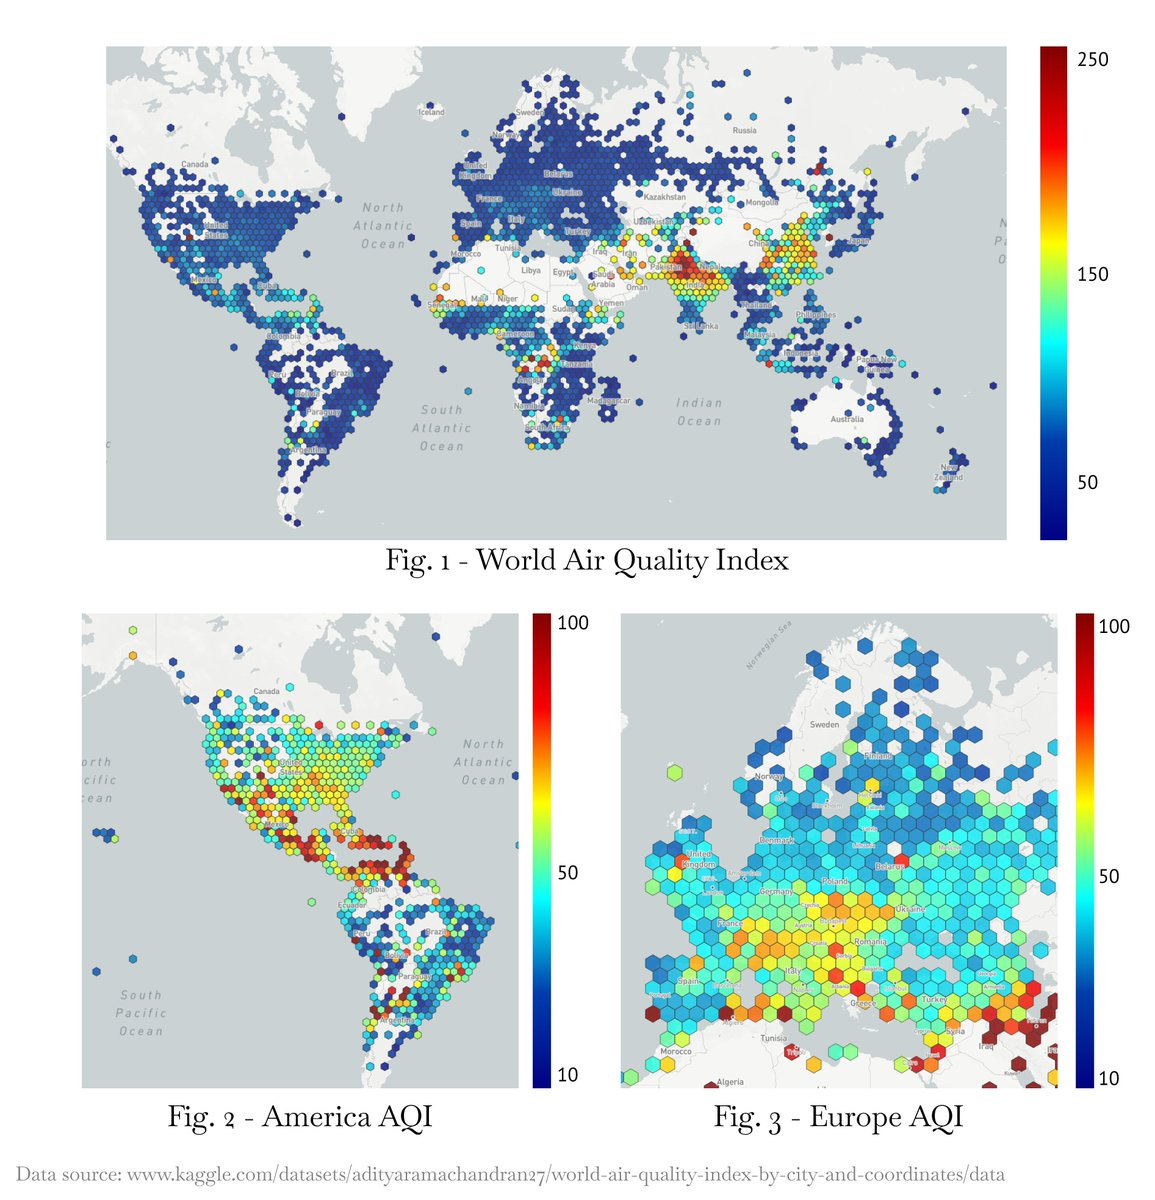 250
150
50
Iceland
Sweden
Norway
Russia
Canada
United
Kingdom
Belarus
Ukraine
France
Kazakhstan
Mongolia
North
Atlantic
Ocean
United
States
Spain
Italy
Turkey
Uzbekistan
China
Japan
Morocco
Tunisia
Iraq
Iran
Pakistan
Nepal
Libya
Egypt
Saudi
Arabia
Oman
India
Mexico
Cuba
Senegal
Mali
Niger
Sudan
Yemen
Thailand
Philippines
Sri Lanka
Colombia
Cameroon
Kenya
Malaysia
Indonesia
Papua New
Guinea
Peru
Brazil
Tanzania
Angola
Bolivia
Paraguay
Namibia
Madagascar
South
Atlantic
Ocean
Indian
Ocean
Australia
South Africa
Argentina
New
Zealand
Fig. 1 - World Air Quality Index
100
50
10
Canada
North
Atlantic
Ocean
United
States
Mexico
Cuba
Colombia
Ecuador
Peru
Brazil
Bolivia
Paraguay
South
Pacific
Ocean
Argentina
Fig. 2 - America AQI
100
50
10
Norwegian Sea
Sweden
Finland
Norway
Denmark
United
Kingdom
Belarus
Poland
Germany
Ukraine
France
Romania
Italy
Spain
Greece
Turkey
Syria
Iraq
Tunisia
Morocco
Algeria
Fig. 3 - Europe AQI
Data source: www.kaggle.com/datasets/adityaramachandran27/world-air-quality-index-by-city-and-coordinates/data